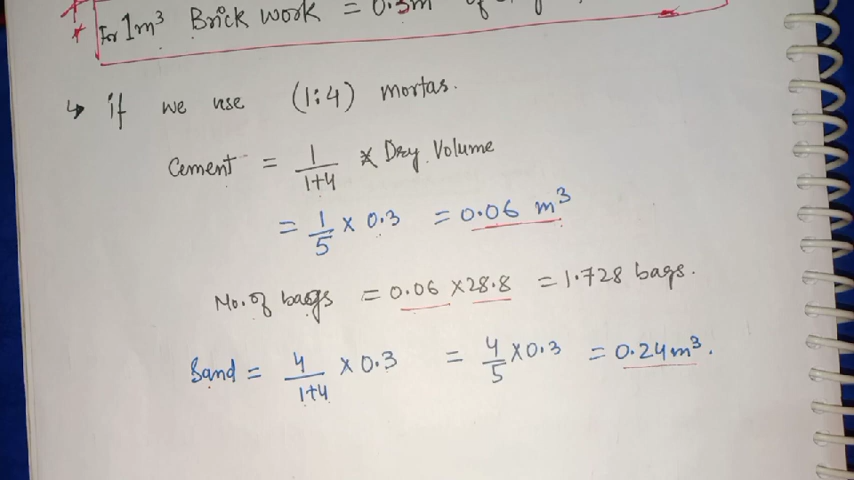 * For 1m³ Brick work = 0.3m of
↳ if we use (1:4) mortas.
Cement = 1/(1+4) × Dry Volume
= 1/5 × 0.3 = 0.06 m³
No. of bags = 0.06 × 28.8 = 1.728 bags.
Sand = 4/(1+4) × 0.3 = 4/5 × 0.3 = 0.24m³.